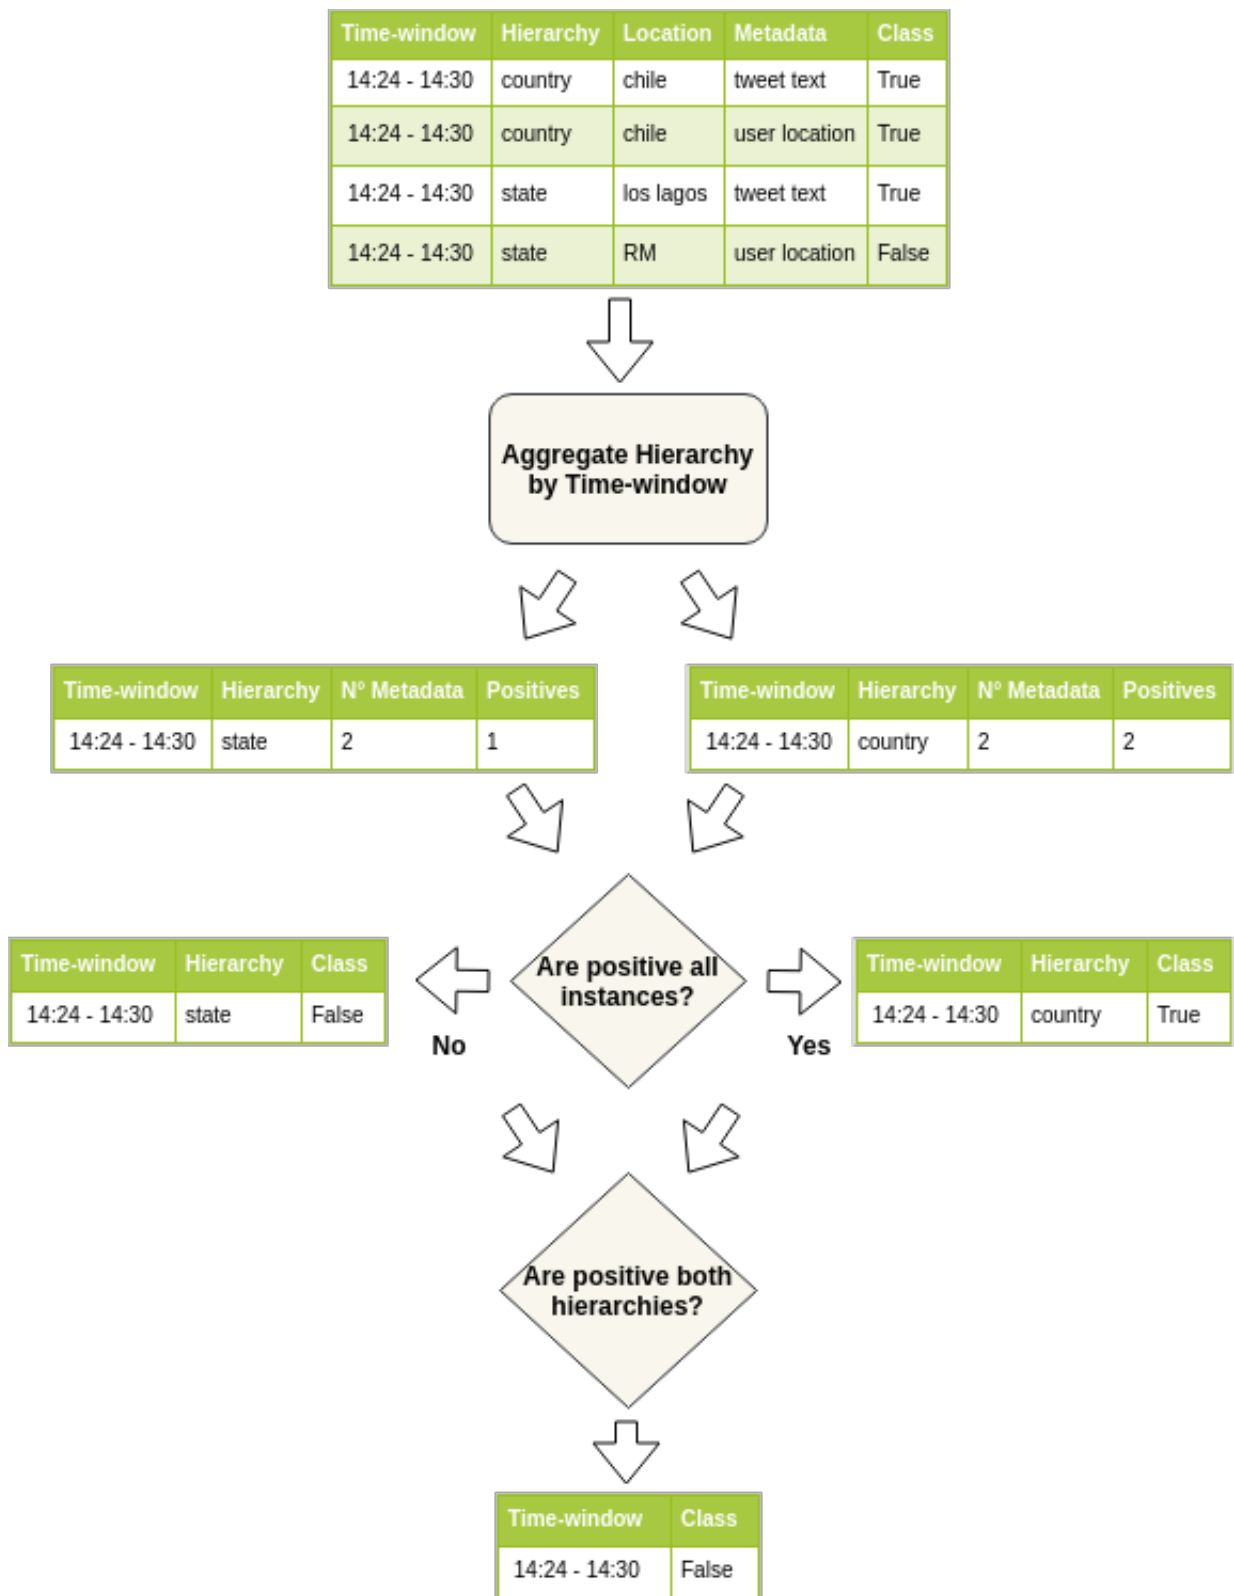 Time-window Hierarchy Location Metadata Class
14:24 - 14:30 country chile tweet text True
14:24 - 14:30 country chile user location True
14:24 - 14:30 state los lagos tweet text True
14:24 - 14:30 state RM user location False
Aggregate Hierarchy
by Time-window
Time-window Hierarchy N° Metadata Positives
14:24 - 14:30 state 2 1
Time-window Hierarchy N° Metadata Positives
14:24 - 14:30 country 2 2
Time-window Hierarchy Class
14:24 - 14:30 state False
No
Are positive all
instances?
Yes
Time-window Hierarchy Class
14:24 - 14:30 country True
Are positive both
hierarchies?
Time-window Class
14:24 - 14:30 False